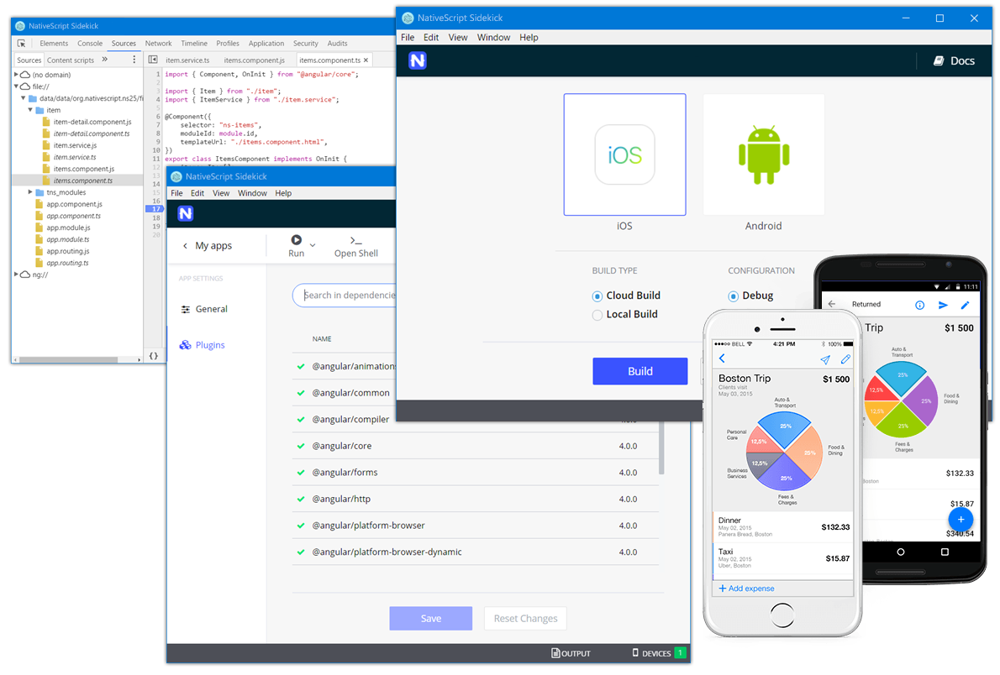 NativeScript Sidekick
Elements Console Sources Network Timeline Profiles Application Security Audits
Sources Content scripts »
item.service.ts items.component.js items.component.ts ×
(no domain)
file://
data/data/org.nativescript.ns25/fi
item
item-detail.component.js
item-detail.component.ts
item.service.js
item.service.ts
items.component.js
items.component.ts
tns_modules
app.component.js
app.component.ts
app.module.js
app.module.ts
app.routing.js
app.routing.ts
ng://
1 import { Component, OnInit } from "@angular/core";
2
3 import { Item } from "./item";
4 import { ItemService } from "./item.service";
5
6 @Component({
7 selector: "ns-items",
8 moduleId: module.id,
9 templateUrl: "./items.component.html",
10 })
11 export class ItemsComponent implements OnInit {
12
13
14
15
16
17
18
19
20
{}
NativeScript Sidekick
File Edit View Window Help
N
Docs
iOS
iOS
Android
BUILD TYPE
Cloud Build
Local Build
CONFIGURATION
Debug
Build
NativeScript Sidekick
File Edit View Window Help
N
My apps
Run
Open Shell
APP SETTINGS
General
Plugins
Search in dependencie
NAME
@angular/animations
@angular/common
@angular/compiler
@angular/core 4.0.0
@angular/forms 4.0.0
@angular/http 4.0.0
@angular/platform-browser 4.0.0
@angular/platform-browser-dynamic 4.0.0
Save
Reset Changes
OUTPUT
DEVICES 1
BELL 4:21 PM 100%
Boston Trip $1 500
Clients visit
May 03, 2015
Auto &
Transport
Personal
Care
Food &
Dining
Business
Services
Fees &
Charges
25%
12,5%
25%
12,5%
25%
Dinner
May 02, 2015
Panera Bread, Boston
$132.33
Taxi
May 02, 2015
Uber, Boston
$15.87
+ Add expense
11:11
Returned
Trip $1 500
Auto &
Transport
Food &
Dining
Fees &
Charges
25%
12,5%
25%
12,5%
25%
Boston
$132.33
$15.87
+
$340.54